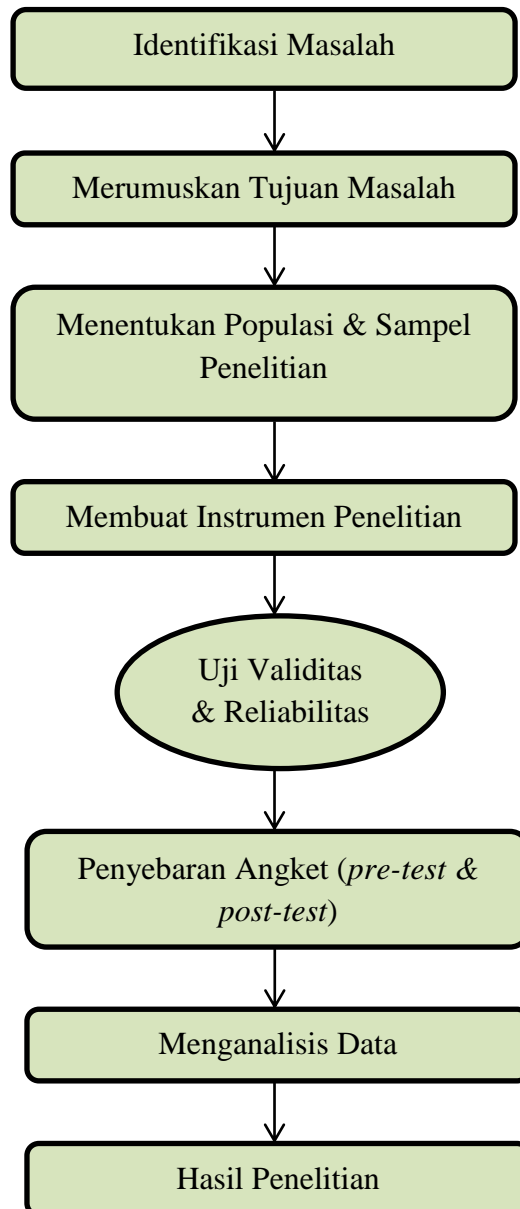 Identifikasi Masalah
Merumuskan Tujuan Masalah
Menentukan Populasi & Sampel
Penelitian
Membuat Instrumen Penelitian
Uji Validitas
& Reliabilitas
Penyebaran Angket (pre-test &
post-test)
Menganalisis Data
Hasil Penelitian